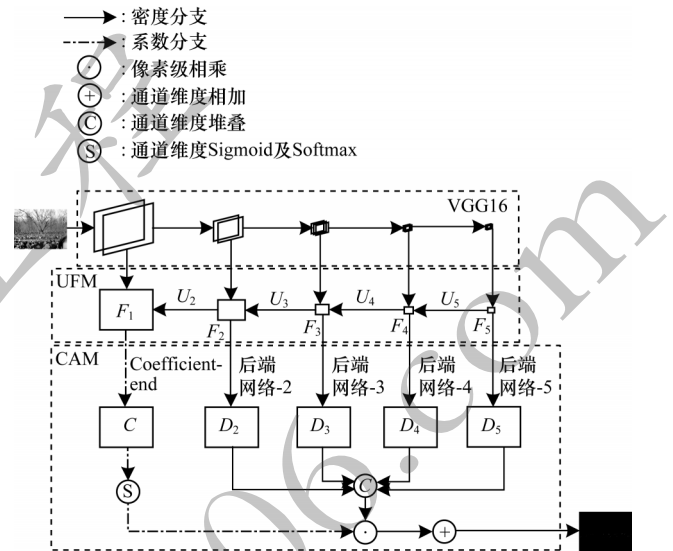 ：密度分支
：系数分支
·：像素级相乘
+：通道维度相加
C：通道维度堆叠
S：通道维度Sigmoid及Softmax
VGG16
UFM
F₁ U₂ F₂ U₃ F₃ U₄ F₄ U₅ F₅
CAM
Coefficient-
end
后端
网络-2
后端
网络-3
后端
网络-4
后端
网络-5
C D₂ D₃ D₄ D₅
S
C
· +
程
06.com